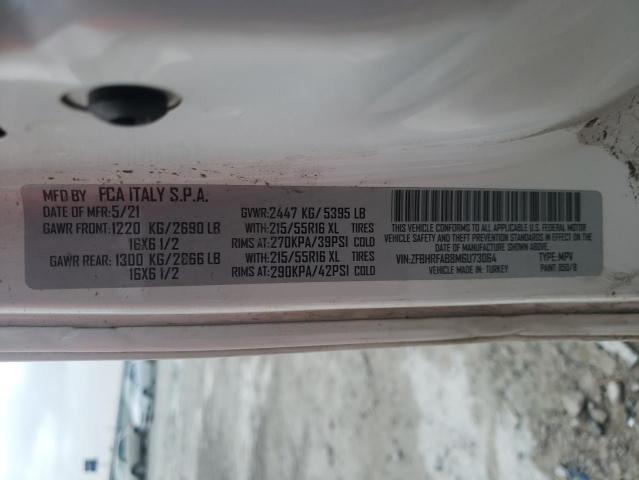 MFD BY FCA ITALY S.P.A.
DATE OF MFR: 5/21 GVWR: 2447 KG/ 5395 LB
GAWR FRONT: 1220 KG/2690 LB WITH: 215/55R16 XL TIRES
16X6 1/2 RIMS AT: 270KPA/39PSI COLD
GAWR REAR: 1300 KG/2866 LB WITH: 215/55R16 XL TIRES
16X6 1/2 RIMS AT: 290KPA/42PSI COLD
THIS VEHICLE CONFORMS TO ALL APPLICABLE U.S. FEDERAL MOTOR
VEHICLE SAFETY AND THEFT PREVENTION STANDARDS IN EFFECT ON THE
DATE OF MANUFACTURE SHOWN ABOVE.
VIN: ZFBHRFAB8M6U73064 TYPE: MPV
MADE IN: TURKEY PAINT: 850/B